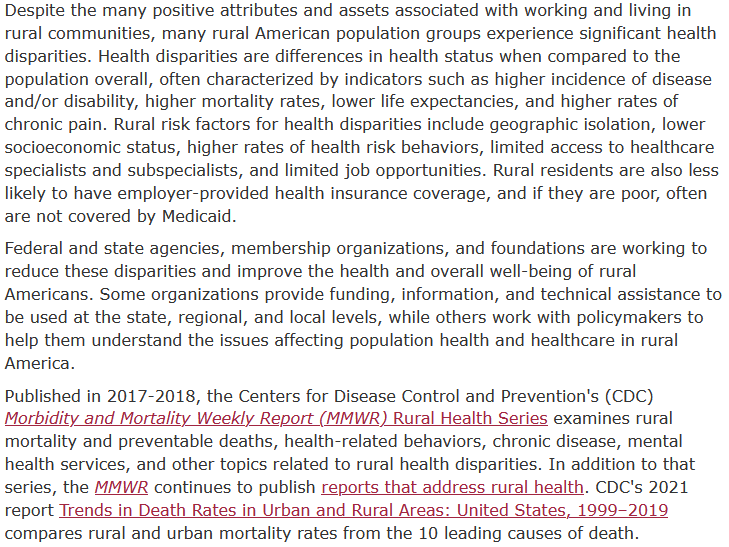 Despite the many positive attributes and assets associated with working and living in
rural communities, many rural American population groups experience significant health
disparities. Health disparities are differences in health status when compared to the
population overall, often characterized by indicators such as higher incidence of disease
and/or disability, higher mortality rates, lower life expectancies, and higher rates of
chronic pain. Rural risk factors for health disparities include geographic isolation, lower
socioeconomic status, higher rates of health risk behaviors, limited access to healthcare
specialists and subspecialists, and limited job opportunities. Rural residents are also less
likely to have employer-provided health insurance coverage, and if they are poor, often
are not covered by Medicaid.
Federal and state agencies, membership organizations, and foundations are working to
reduce these disparities and improve the health and overall well-being of rural
Americans. Some organizations provide funding, information, and technical assistance to
be used at the state, regional, and local levels, while others work with policymakers to
help them understand the issues affecting population health and healthcare in rural
America.
Published in 2017-2018, the Centers for Disease Control and Prevention's (CDC)
Morbidity and Mortality Weekly Report (MMWR) Rural Health Series examines rural
mortality and preventable deaths, health-related behaviors, chronic disease, mental
health services, and other topics related to rural health disparities. In addition to that
series, the MMWR continues to publish reports that address rural health. CDC's 2021
report Trends in Death Rates in Urban and Rural Areas: United States, 1999–2019
compares rural and urban mortality rates from the 10 leading causes of death.